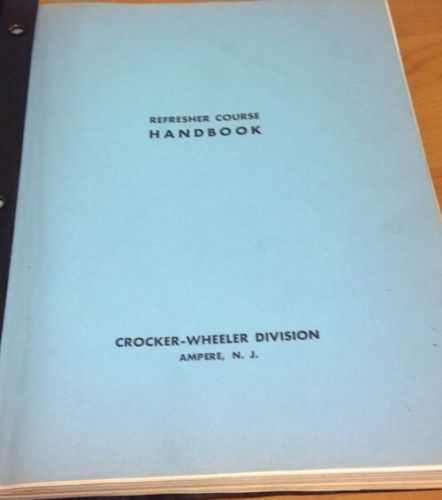 REFRESHER COURSE
HANDBOOK
CROCKER-WHEELER DIVISION
AMPERE, N. J.